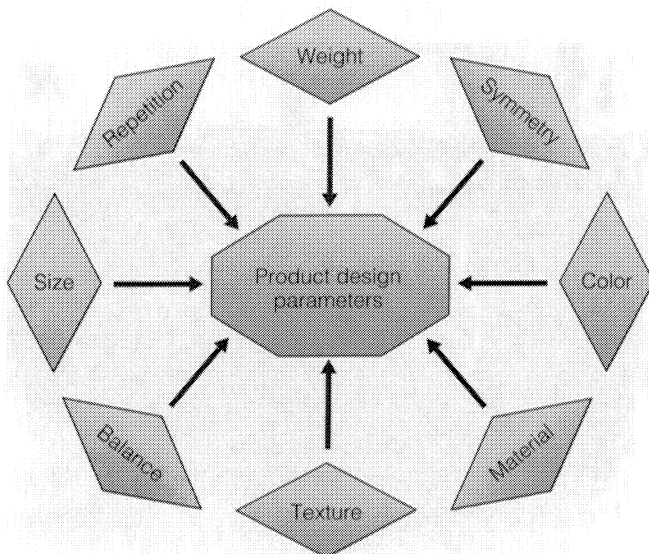 Weight
Repetition
Symmetry
Size
Product design
parameters
Color
Balance
Material
Texture